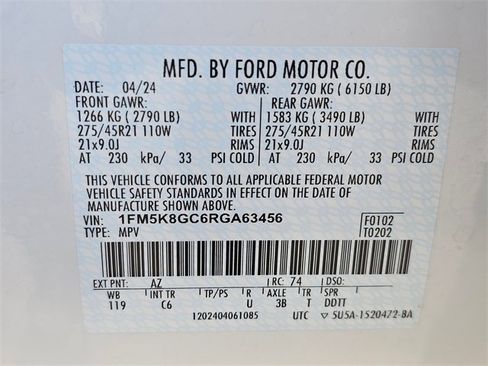 MFD. BY FORD MOTOR CO.
DATE: 04/24 GVWR: 2790 KG (6150 LB)
FRONT GAWR: REAR GAWR:
1266 KG (2790 LB) WITH 1583 KG (3490 LB) WITH
275/45R21 110W TIRES 275/45R21 110W TIRES
21x9.0J RIMS 21x9.0J RIMS
AT 230 kPa/ 33 PSI COLD AT 230 kPa/ 33 PSI COLD
THIS VEHICLE CONFORMS TO ALL APPLICABLE FEDERAL MOTOR
VEHICLE SAFETY STANDARDS IN EFFECT ON THE DATE OF
MANUFACTURE SHOWN ABOVE.
VIN: 1FM5K8GC6RGA63456 F0102
TYPE: MPV T0202
EXT PNT: AZ RC: 74 DSO:
WB INT TR TP/PS R AXLE TR SPR
119 C6 U 3B T DDTT
1202404061085 UTC ▽ 5U5A-1520472-BA